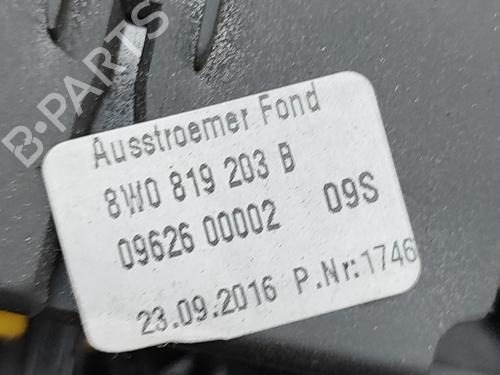 B-PARTS
Ausstroemer Fond
8W0 819 203 B
09626 00002 09S
23.09.2016 P.Nr:1746